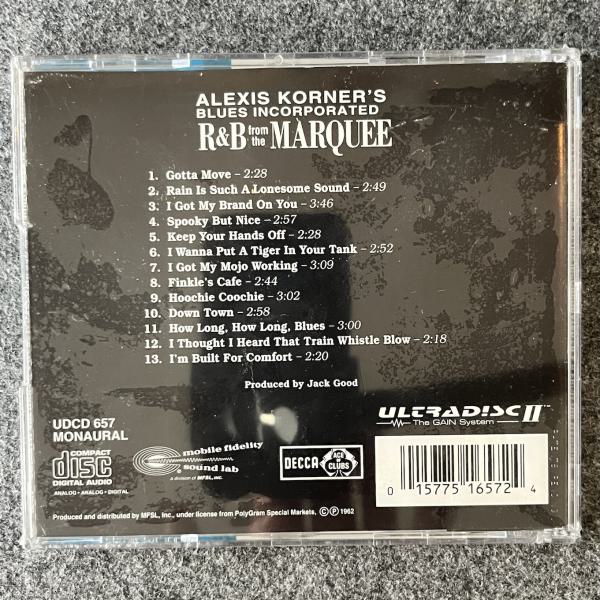 ALEXIS KORNER'S
BLUES INCORPORATED
R&B from the MARQUEE
1. Gotta Move – 2:28
2. Rain Is Such A Lonesome Sound – 2:49
3. I Got My Brand On You – 3:46
4. Spooky But Nice – 2:57
5. Keep Your Hands Off – 2:28
6. I Wanna Put A Tiger In Your Tank – 2:52
7. I Got My Mojo Working – 3:09
8. Finkle's Cafe – 2:44
9. Hoochie Coochie – 3:02
10. Down Town – 2:58
11. How Long, How Long, Blues – 3:00
12. I Thought I Heard That Train Whistle Blow – 2:18
13. I'm Built For Comfort – 2:20
Produced by Jack Good
UDCD 657
MONAURAL
ULTRADISC II™
The GAIN System™
COMPACT
disc
DIGITAL AUDIO
ANALOG • ANALOG • DIGITAL
mobile fidelity
sound lab
a division of MFSL, INC.
DECCA
ACE OF CLUBS
0 15775 16572 4
Produced and distributed by MFSL, Inc., under license from PolyGram Special Markets, ©℗ 1962